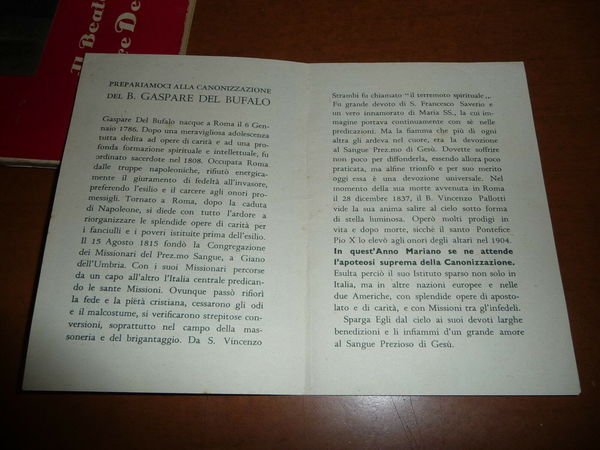 Il Beat
re De
PREPARIAMOCI ALLA CANONIZZAZIONE
DEL B. GASPARE DEL BUFALO
Gaspare Del Bufalo nacque a Roma il 6 Gen-
naio 1786. Dopo una meravigliosa adolescenza
tutta dedita ad opere di carità e ad una pro-
fonda formazione spirituale e intellettuale, fu
ordinato sacerdote nel 1808. Occupata Roma
dalle truppe napoleoniche, rifiutò energica-
mente il giuramento di fedeltà all'invasore,
preferendo l'esilio e il carcere agli onori pro-
messigli. Tornato a Roma, dopo la caduta
di Napoleone, si diede con tutto l'ardore a
riorganizzare le splendide opere di carità per
i fanciulli e i poveri istituite prima dell'esilio.
Il 15 Agosto 1815 fondò la Congregazione
dei Missionari del Prez.mo Sangue, a Giano
dell'Umbria. Con i suoi Missionari percorse
da un capo all'altro l'Italia centrale predican-
do le sante Missioni. Ovunque passò rifiorì
la fede e la pietà cristiana, cessarono gli odi
e il malcostume, si verificarono strepitose con-
versioni, soprattutto nel campo della mas-
soneria e del brigantaggio. Da S. Vincenzo
Strambi fu chiamato "il terremoto spirituale„.
Fu grande devoto di S. Francesco Saverio e
un vero innamorato di Maria SS., la cui im-
magine portava continuamente con sè nelle
predicazioni. Ma la fiamma che più di ogni
altra gli ardeva nel cuore, era la devozione
al Sangue Prez.mo di Gesù. Dovette soffrire
non poco per diffonderla, essendo allora poco
praticata, ma alfine trionfò e per suo merito
oggi essa è una devozione universale. Nel
momento della sua morte avvenuta in Roma
il 28 dicembre 1837, il B. Vincenzo Pallotti
vide la sua anima salire al cielo sotto forma
di stella luminosa. Operò molti prodigi in
vita e dopo morte, sicchè il santo Pontefice
Pio X lo elevò agli onori degli altari nel 1904.
In quest'Anno Mariano se ne attende
l'apoteosi suprema della Canonizzazione.
Esulta perciò il suo Istituto sparso non solo in
Italia, ma in altre nazioni europee e nelle
due Americhe, con splendide opere di aposto-
lato e di carità, e con Missioni tra gl'infedeli.
Sparga Egli dal cielo ai suoi devoti larghe
benedizioni e li infiammi d'un grande amore
al Sangue Prezioso di Gesù.